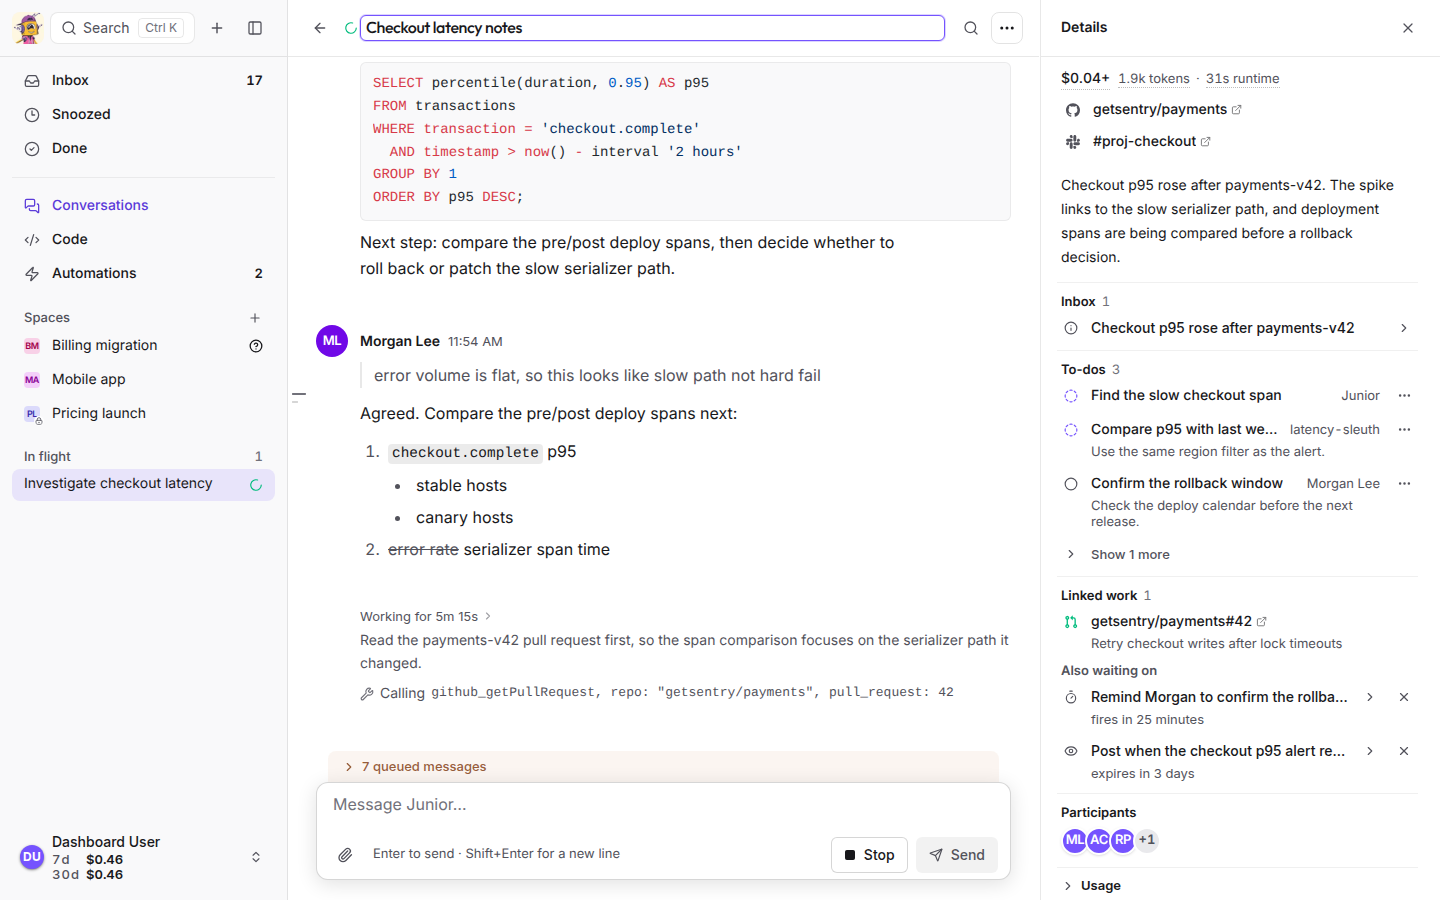 Search Ctrl K
Inbox 17
Snoozed
Done
Conversations
Code
Automations 2
Spaces
BM Billing migration
MA Mobile app
PL Pricing launch
In flight 1
Investigate checkout latency
DU Dashboard User
7d $0.46
30d $0.46
Checkout latency notes
SELECT percentile(duration, 0.95) AS p95
FROM transactions
WHERE transaction = 'checkout.complete'
AND timestamp > now() - interval '2 hours'
GROUP BY 1
ORDER BY p95 DESC;
Next step: compare the pre/post deploy spans, then decide whether to
roll back or patch the slow serializer path.
ML Morgan Lee 11:54 AM
error volume is flat, so this looks like slow path not hard fail
Agreed. Compare the pre/post deploy spans next:
1. checkout.complete p95
• stable hosts
• canary hosts
2. error rate serializer span time
Working for 5m 15s
Read the payments-v42 pull request first, so the span comparison focuses on the serializer path it
changed.
Calling github_getPullRequest, repo: "getsentry/payments", pull_request: 42
7 queued messages
Message Junior...
Enter to send · Shift+Enter for a new line
Stop
Send
Details
$0.04+ 1.9k tokens · 31s runtime
getsentry/payments
#proj-checkout
Checkout p95 rose after payments-v42. The spike
links to the slow serializer path, and deployment
spans are being compared before a rollback
decision.
Inbox 1
Checkout p95 rose after payments-v42
To-dos 3
Find the slow checkout span Junior
Compare p95 with last we... latency-sleuth
Use the same region filter as the alert.
Confirm the rollback window Morgan Lee
Check the deploy calendar before the next
release.
Show 1 more
Linked work 1
getsentry/payments#42
Retry checkout writes after lock timeouts
Also waiting on
Remind Morgan to confirm the rollba...
fires in 25 minutes
Post when the checkout p95 alert re...
expires in 3 days
Participants
ML AC RP +1
Usage